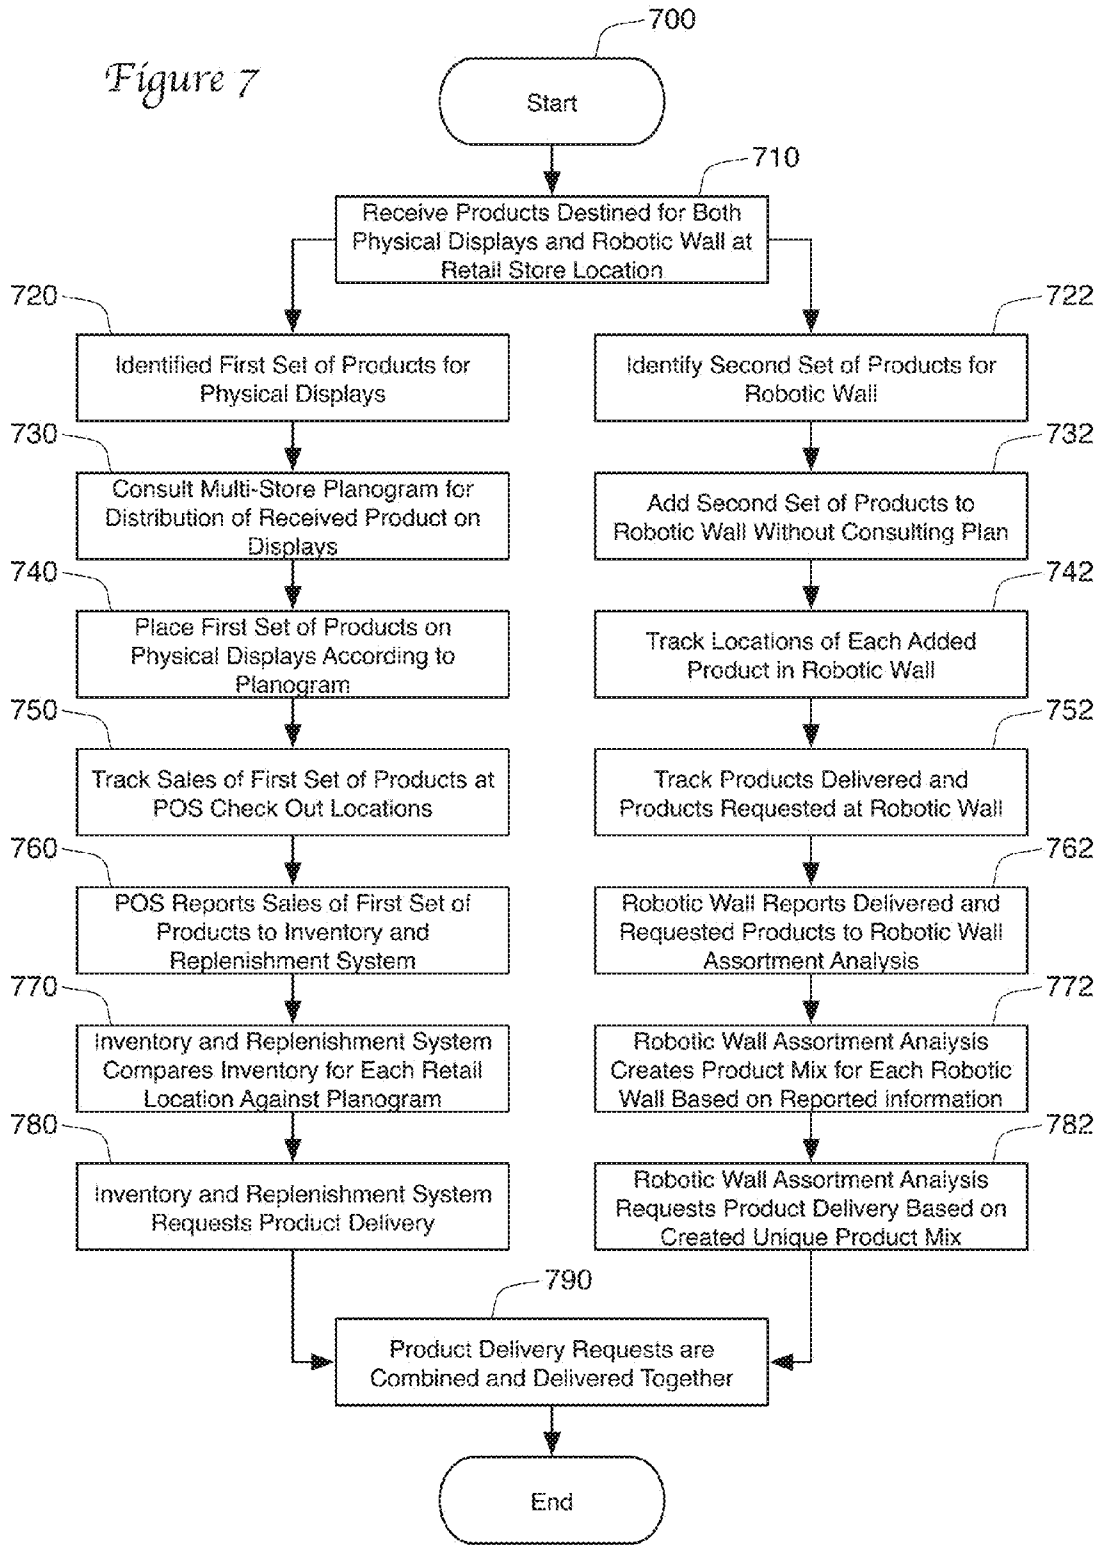 Figure 7
700
Start
710
Receive Products Destined for Both
Physical Displays and Robotic Wall at
Retail Store Location
720
Identified First Set of Products for
Physical Displays
722
Identify Second Set of Products for
Robotic Wall
730
Consult Multi-Store Planogram for
Distribution of Received Product on
Displays
732
Add Second Set of Products to
Robotic Wall Without Consulting Plan
740
Place First Set of Products on
Physical Displays According to
Planogram
742
Track Locations of Each Added
Product in Robotic Wall
750
Track Sales of First Set of Products at
POS Check Out Locations
752
Track Products Delivered and
Products Requested at Robotic Wall
760
POS Reports Sales of First Set of
Products to Inventory and
Replenishment System
762
Robotic Wall Reports Delivered and
Requested Products to Robotic Wall
Assortment Analysis
770
Inventory and Replenishment System
Compares Inventory for Each Retail
Location Against Planogram
772
Robotic Wall Assortment Analysis
Creates Product Mix for Each Robotic
Wall Based on Reported information
780
Inventory and Replenishment System
Requests Product Delivery
782
Robotic Wall Assortment Analysis
Requests Product Delivery Based on
Created Unique Product Mix
790
Product Delivery Requests are
Combined and Delivered Together
End